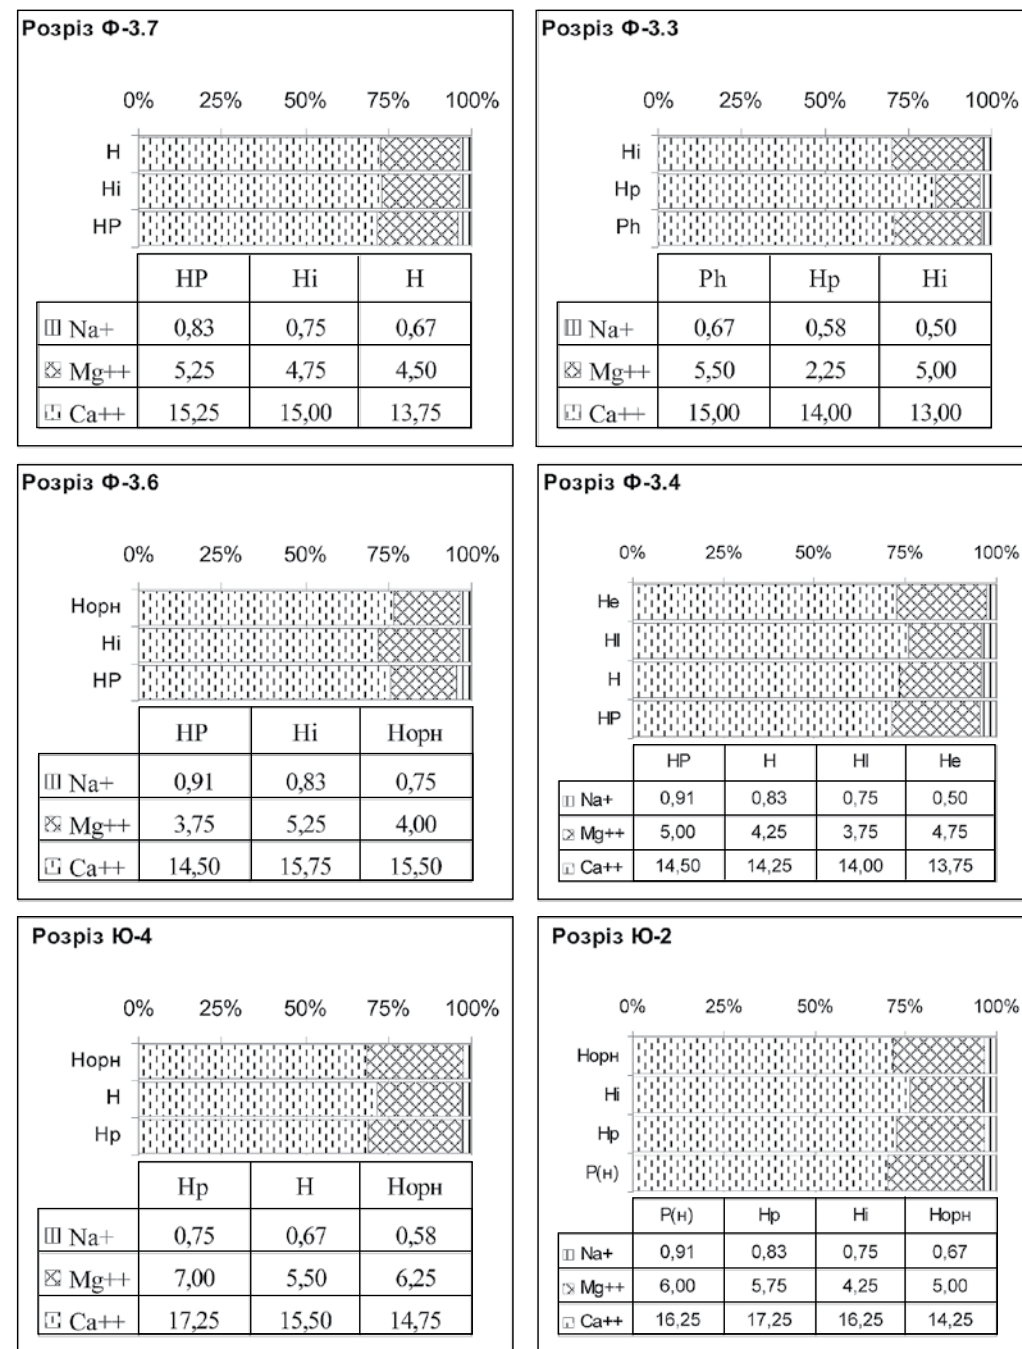 Розріз Ф-3.7
0% 25% 50% 75% 100%
H
Hi
HP
HP Hi H
Na+ 0,83 0,75 0,67
Mg++ 5,25 4,75 4,50
Ca++ 15,25 15,00 13,75
Розріз Ф-3.3
0% 25% 50% 75% 100%
Hi
Hp
Ph
Ph Hp Hi
Na+ 0,67 0,58 0,50
Mg++ 5,50 2,25 5,00
Ca++ 15,00 14,00 13,00
Розріз Ф-3.6
0% 25% 50% 75% 100%
Норн
Hi
HP
HP Hi Норн
Na+ 0,91 0,83 0,75
Mg++ 3,75 5,25 4,00
Ca++ 14,50 15,75 15,50
Розріз Ф-3.4
0% 25% 50% 75% 100%
He
HI
H
HP
HP H HI He
Na+ 0,91 0,83 0,75 0,50
Mg++ 5,00 4,25 3,75 4,75
Ca++ 14,50 14,25 14,00 13,75
Розріз Ю-4
0% 25% 50% 75% 100%
Норн
H
Hp
Hp H Норн
Na+ 0,75 0,67 0,58
Mg++ 7,00 5,50 6,25
Ca++ 17,25 15,50 14,75
Розріз Ю-2
0% 25% 50% 75% 100%
Норн
Hi
Hp
P(н)
P(н) Hp Hi Норн
Na+ 0,91 0,83 0,75 0,67
Mg++ 6,00 5,75 4,25 5,00
Ca++ 16,25 17,25 16,25 14,25